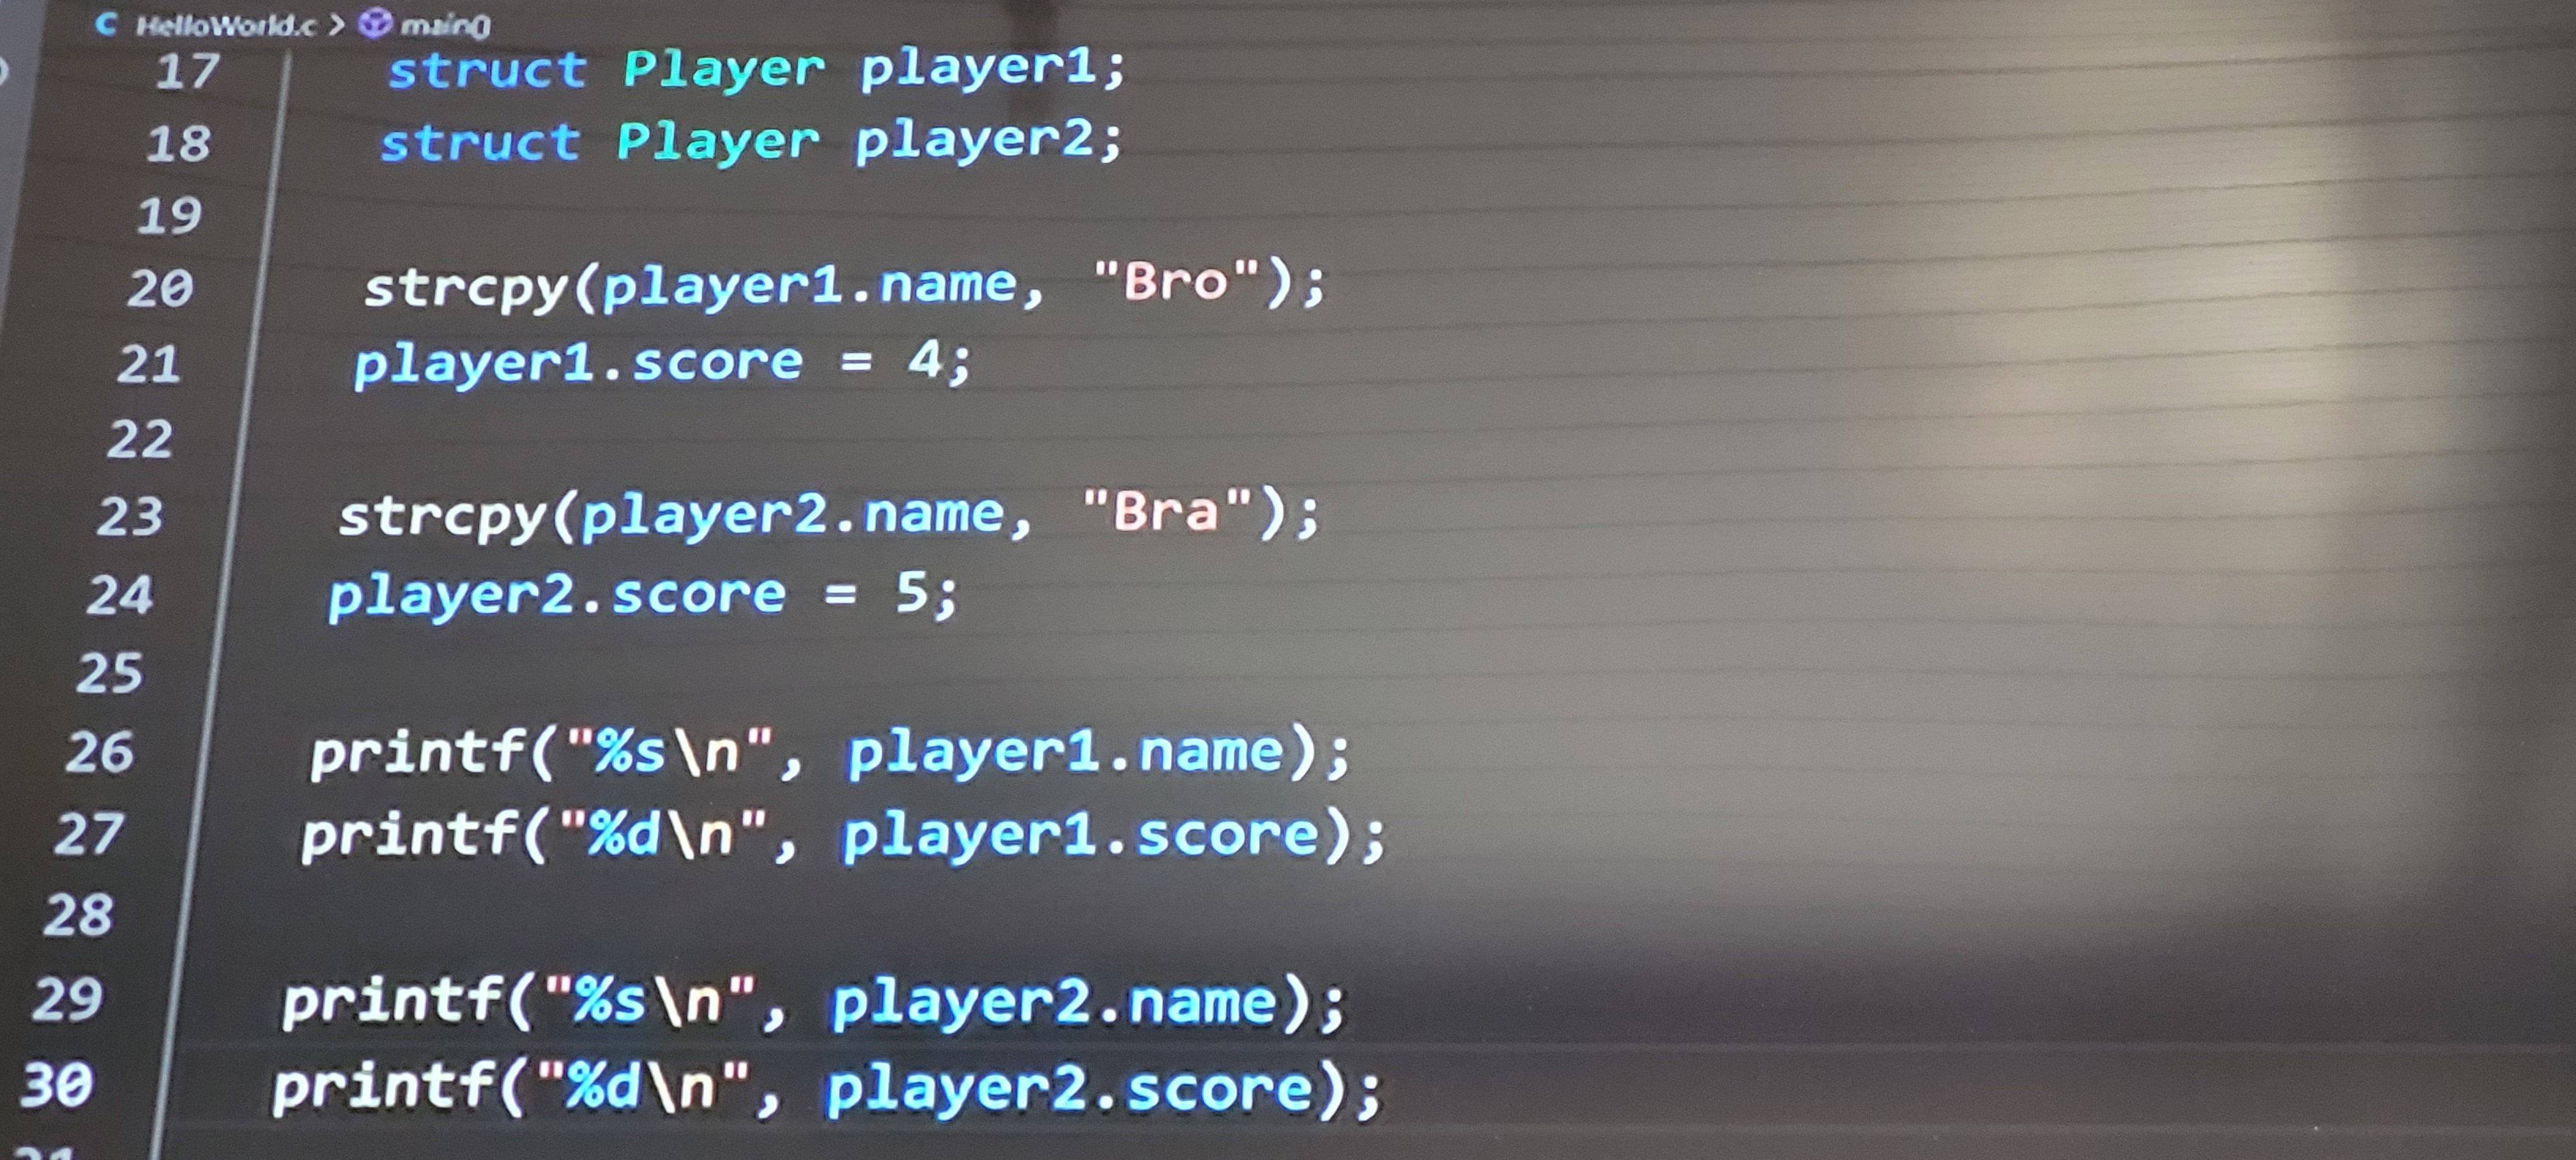 C HelloWorld.c > main()
17 struct Player player1;
18 struct Player player2;
19
20 strcpy(player1.name, "Bro");
21 player1.score = 4;
22
23 strcpy(player2.name, "Bra");
24 player2.score = 5;
25
26 printf("%s\n", player1.name);
27 printf("%d\n", player1.score);
28
29 printf("%s\n", player2.name);
30 printf("%d\n", player2.score);